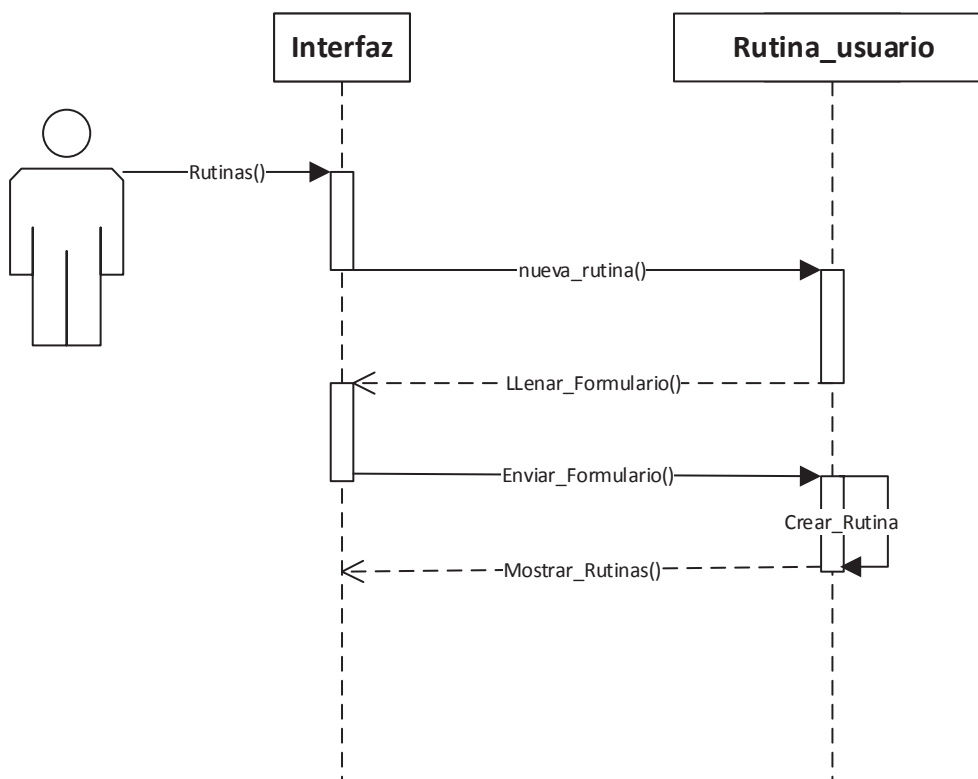 Interfaz
Rutina_usuario
Rutinas()
nueva_rutina()
LLenar_Formulario()
Enviar_Formulario()
Crear_Rutina
Mostrar_Rutinas()